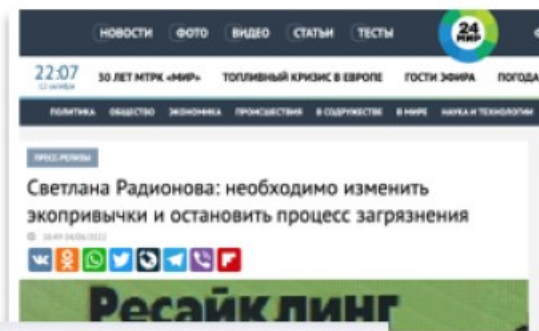 НОВОСТИ ФОТО ВИДЕО СТАТЬИ ТЕСТЫ
24
МИР
22:07
12 октября
30 ЛЕТ МТРК «МИР» ТОПЛИВНЫЙ КРИЗИС В ЕВРОПЕ ГОСТИ ЭФИРА ПОГОДА
ПОЛИТИКА ОБЩЕСТВО ЭКОНОМИКА ПРОИСШЕСТВИЯ В СОДРУЖЕСТВЕ В МИРЕ НАУКА И ТЕХНОЛОГИИ
ПРЕСС-РЕЛИЗЫ
Светлана Радионова: необходимо изменить
экопривычки и остановить процесс загрязнения
Ресайклинг